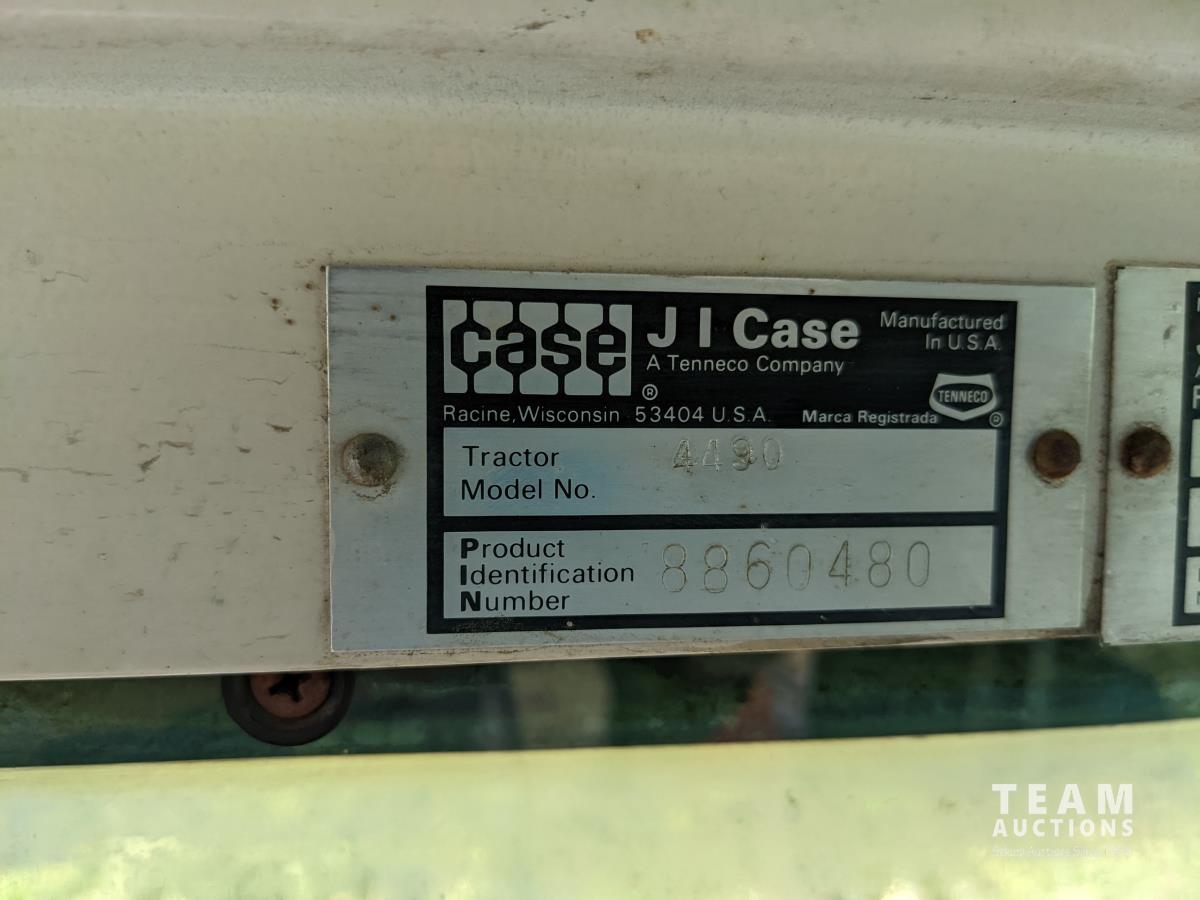 case
J I Case
A Tenneco Company
®
Racine, Wisconsin 53404 U.S.A.
Manufactured
In U.S.A.
TENNECO
®
Marca Registrada
Tractor
Model No.
4490
Product
Identification
Number
8860480
TEAM
AUCTIONS